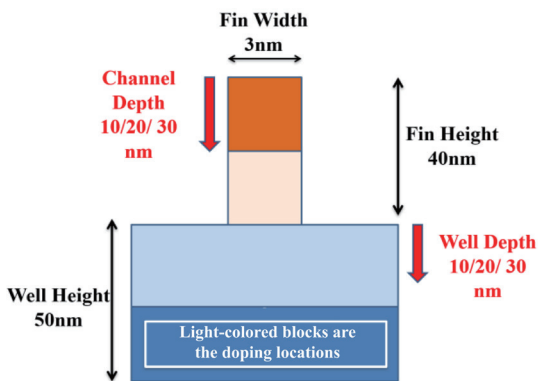 Fin Width
3nm
Channel
Depth
10/20/ 30
nm
Fin Height
40nm
Well Depth
10/20/ 30
nm
Well Height
50nm
Light-colored blocks are
the doping locations